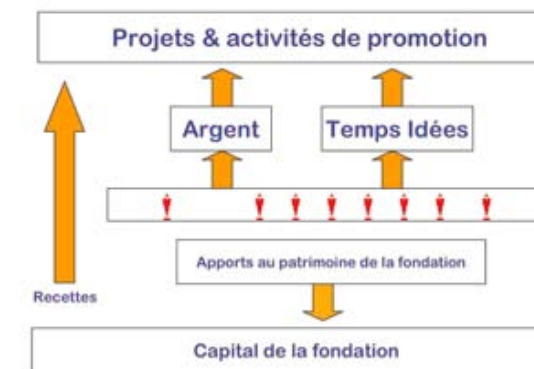 Projets & activités de promotion
Argent
Temps Idées
Apports au patrimoine de la fondation
Recettes
Capital de la fondation